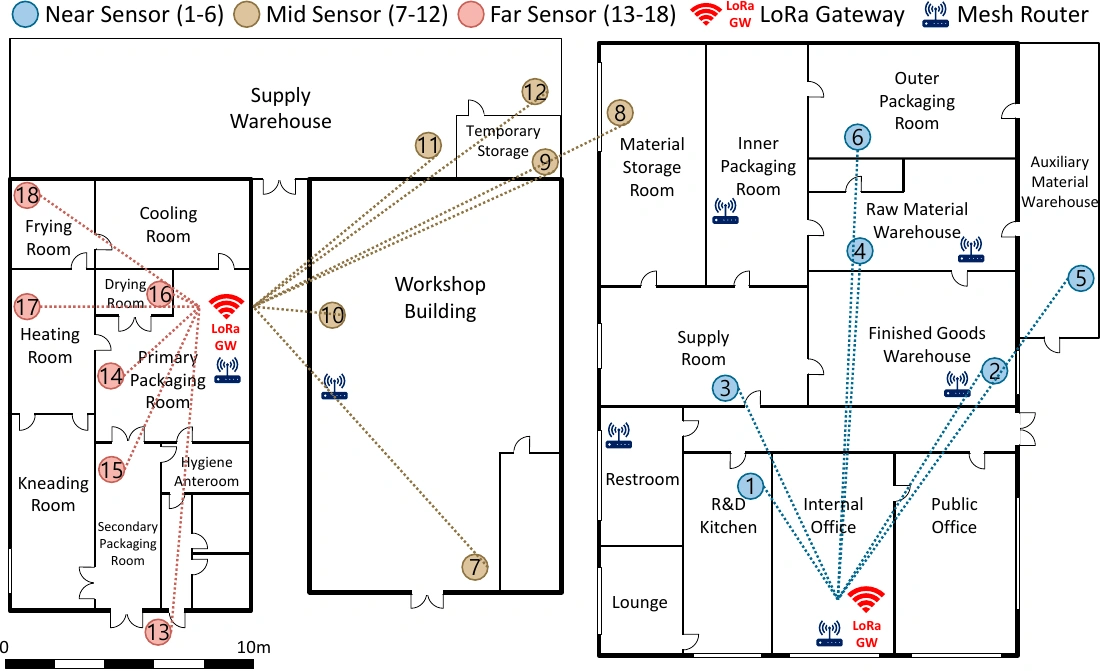 Near Sensor (1-6) Mid Sensor (7-12) Far Sensor (13-18) LoRa GW LoRa Gateway Mesh Router
Supply
Warehouse
12
11
Temporary
Storage
9
18
Frying
Room
Cooling
Room
Drying
Room
16
17
Heating
Room
LoRa
GW
14
Primary
Packaging
Room
15
Kneading
Room
Hygiene
Anteroom
Secondary
Packaging
Room
13
0 10m
Workshop
Building
10
7
8
Material
Storage
Room
Inner
Packaging
Room
Outer
Packaging
Room
6
Auxiliary
Material
Warehouse
Raw Material
Warehouse
4
5
Supply
Room
3
Finished Goods
Warehouse
2
Restroom
1
R&D
Kitchen
Internal
Office
Public
Office
Lounge
LoRa
GW